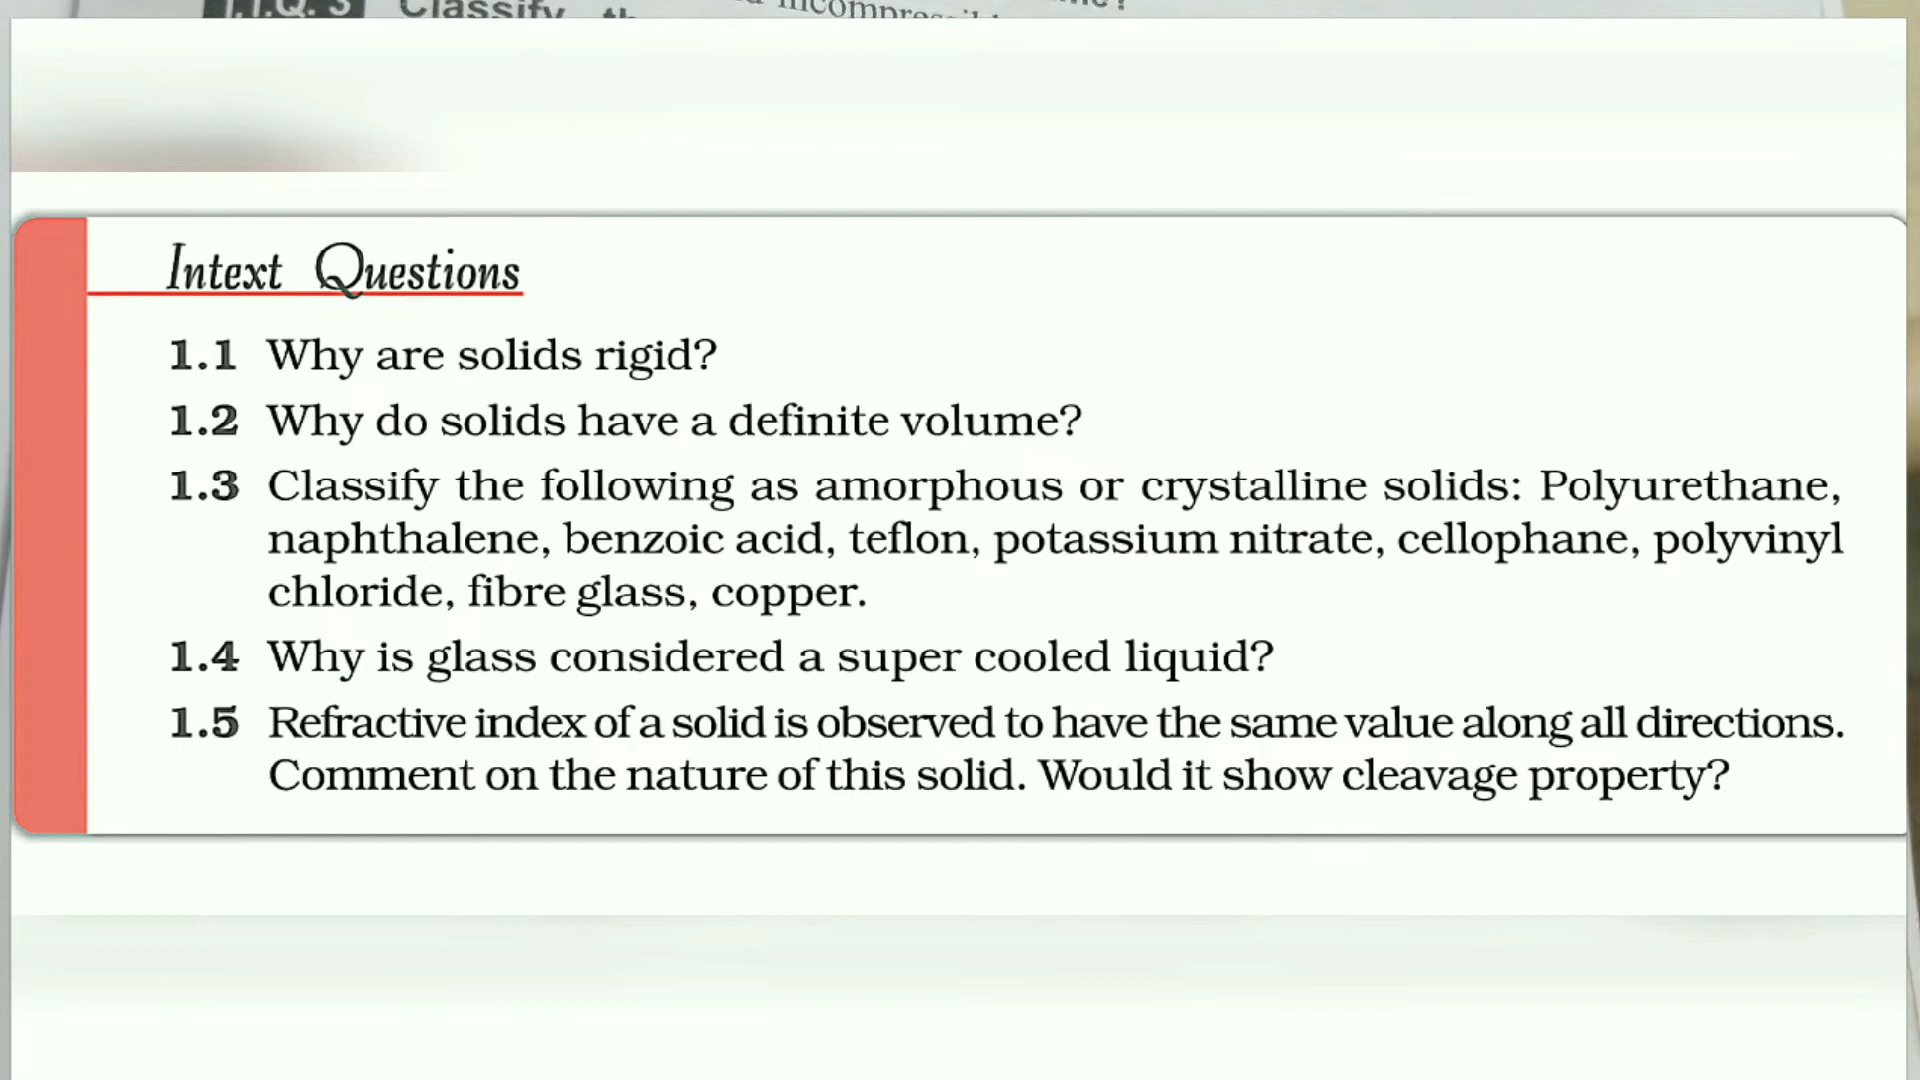 I.I.Q. 3 Classify
Intext Questions
1.1 Why are solids rigid?
1.2 Why do solids have a definite volume?
1.3 Classify the following as amorphous or crystalline solids: Polyurethane,
naphthalene, benzoic acid, teflon, potassium nitrate, cellophane, polyvinyl
chloride, fibre glass, copper.
1.4 Why is glass considered a super cooled liquid?
1.5 Refractive index of a solid is observed to have the same value along all directions.
Comment on the nature of this solid. Would it show cleavage property?